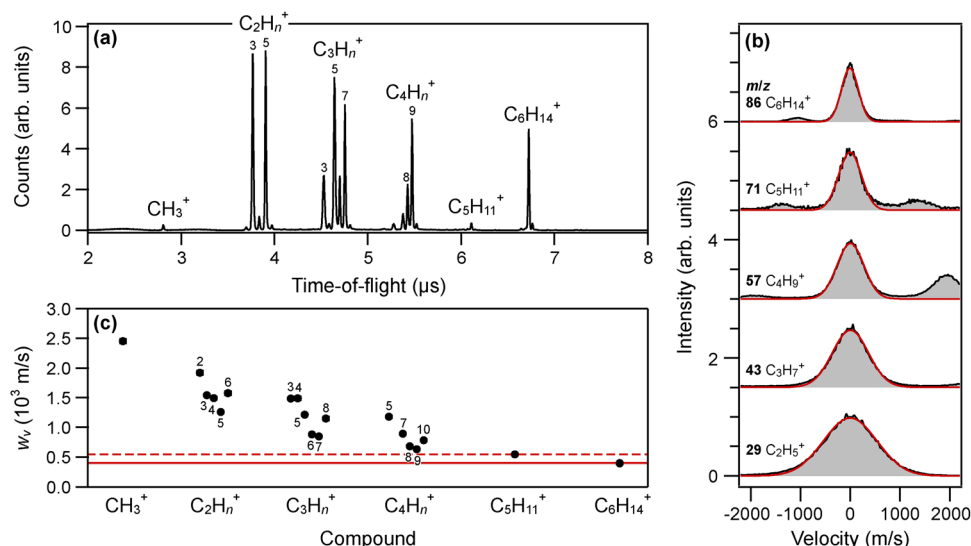 (a)
C2Hn+
C3Hn+
C4Hn+
C6H14+
C5H11+
CH3+
3 5
3 5 7
8 9
Counts (arb. units)
10
8
6
4
2
0
2 3 4 5 6 7 8
Time-of-flight (µs)
(b)
m/z
86 C6H14+
71 C5H11+
57 C4H9+
43 C3H7+
29 C2H5+
Intensity (arb. units)
6
4
2
0
-2000 -1000 0 1000 2000
Velocity (m/s)
(c)
wv (10³ m/s)
3.0
2.5
2.0
1.5
1.0
0.5
0.0
2 3 4 5 6
3 4 5 6 7 8
5 7 8 9 10
CH3+ C2Hn+ C3Hn+ C4Hn+ C5H11+ C6H14+
Compound